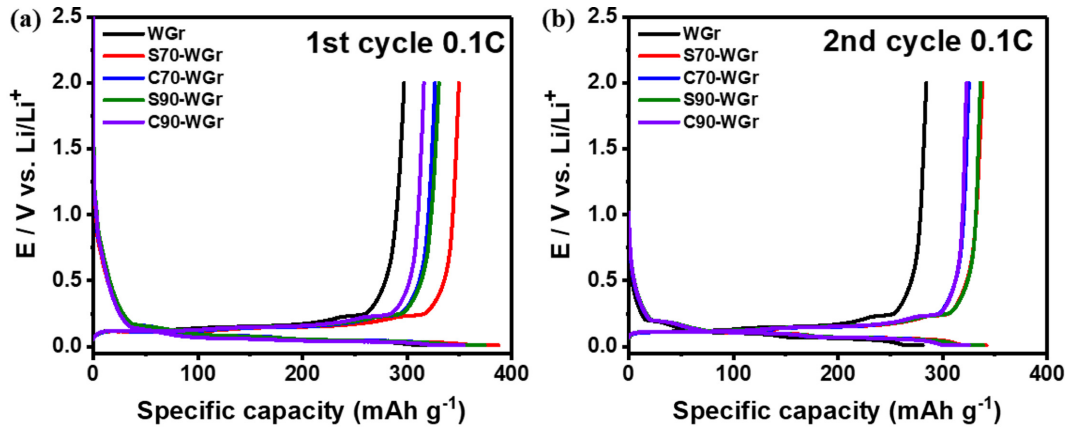 (a)
1st cycle 0.1C
WGr
S70-WGr
C70-WGr
S90-WGr
C90-WGr
E / V vs. Li/Li+
2.5
2.0
1.5
1.0
0.5
0.0
0 100 200 300 400
Specific capacity (mAh g-1)
(b)
2nd cycle 0.1C
WGr
S70-WGr
C70-WGr
S90-WGr
C90-WGr
E / V vs. Li/Li+
2.5
2.0
1.5
1.0
0.5
0.0
0 100 200 300 400
Specific capacity (mAh g-1)